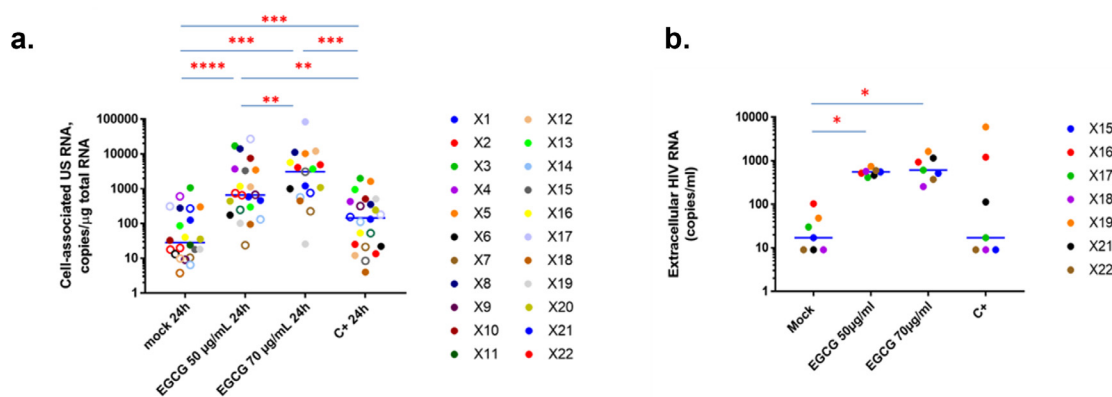 a.
***
*** ***
**** **
**
Cell-associated US RNA,
copies/µg total RNA
100000
10000
1000
100
10
1
mock 24h
EGCG 50 µg/mL 24h
EGCG 70 µg/mL 24h
C+ 24h
X1 X12
X2 X13
X3 X14
X4 X15
X5 X16
X6 X17
X7 X18
X8 X19
X9 X20
X10 X21
X11 X22
b.
*
*
Extracellular HIV RNA
(copies/ml)
10000
1000
100
10
1
Mock
EGCG 50µg/ml
EGCG 70µg/ml
C+
X15
X16
X17
X18
X19
X21
X22